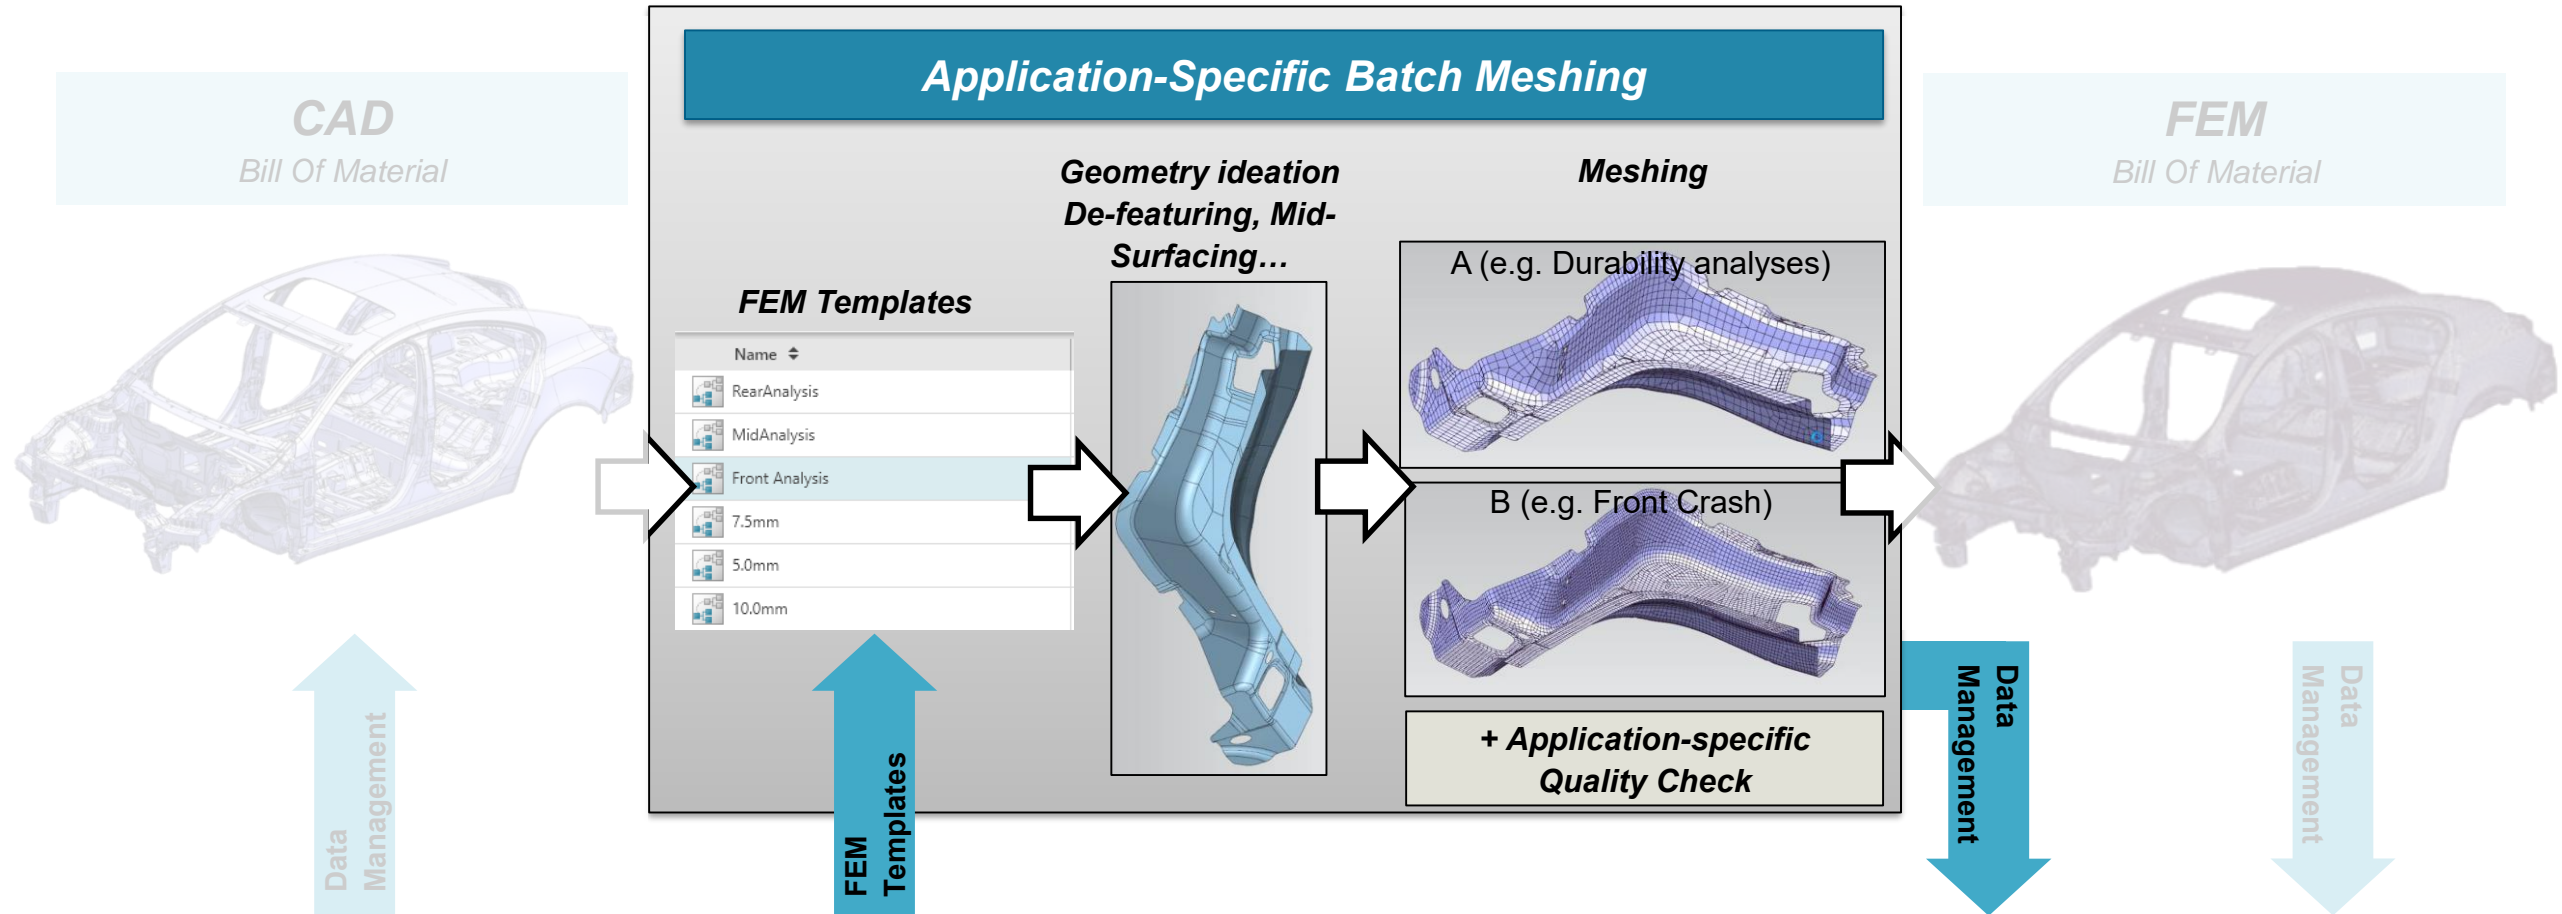 Application-Specific Batch Meshing
CAD
Bill Of Material
FEM
Bill Of Material
FEM Templates
Name
RearAnalysis
MidAnalysis
Front Analysis
7.5mm
5.0mm
10.0mm
Geometry ideation
De-featuring, Mid-
Surfacing…
Meshing
A (e.g. Durability analyses)
B (e.g. Front Crash)
+ Application-specific
Quality Check
Data
Management
FEM
Templates
Data
Management
Data
Management